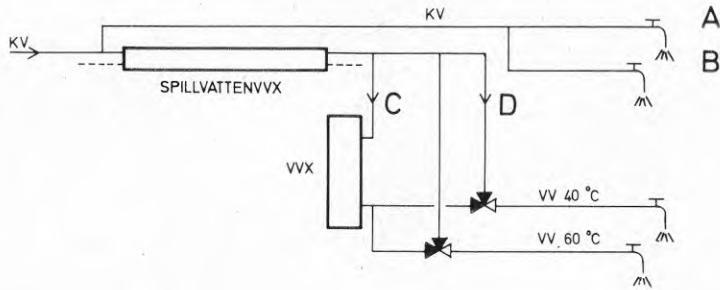 KV
A
KV
B
SPILLVATTENVVX
C
D
VVX
VV 40 °C
VV 60 °C